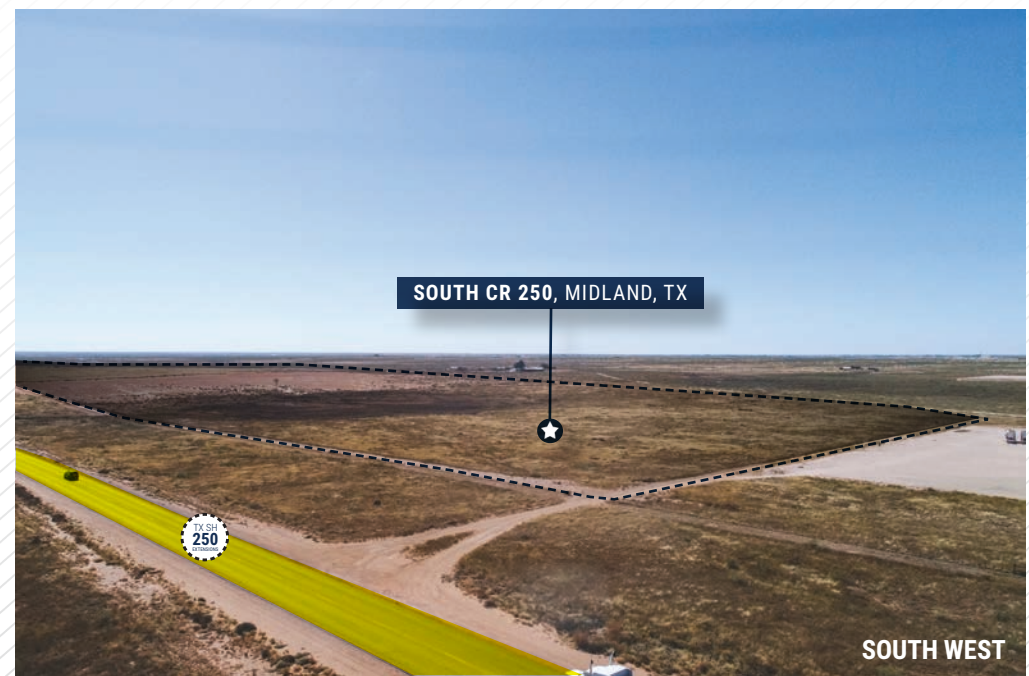 SOUTH CR 250, MIDLAND, TX
TX SH
250
EXTENSIONS
SOUTH WEST